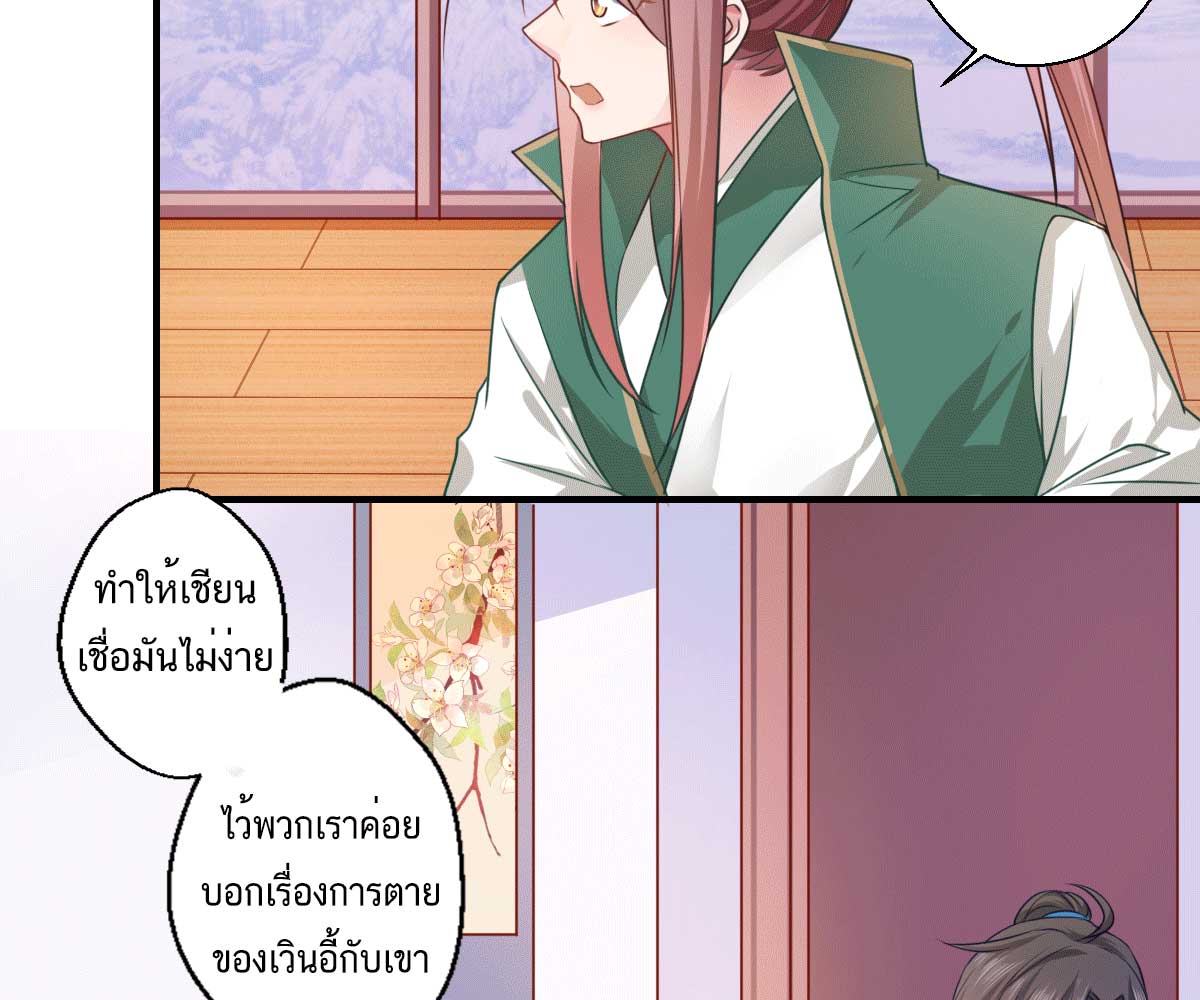 ทำให้เชียน
เชื่อมันไม่ง่าย
ไว้พวกเราค่อย
บอกเรื่องการตาย
ของเวินอี้กับเขา